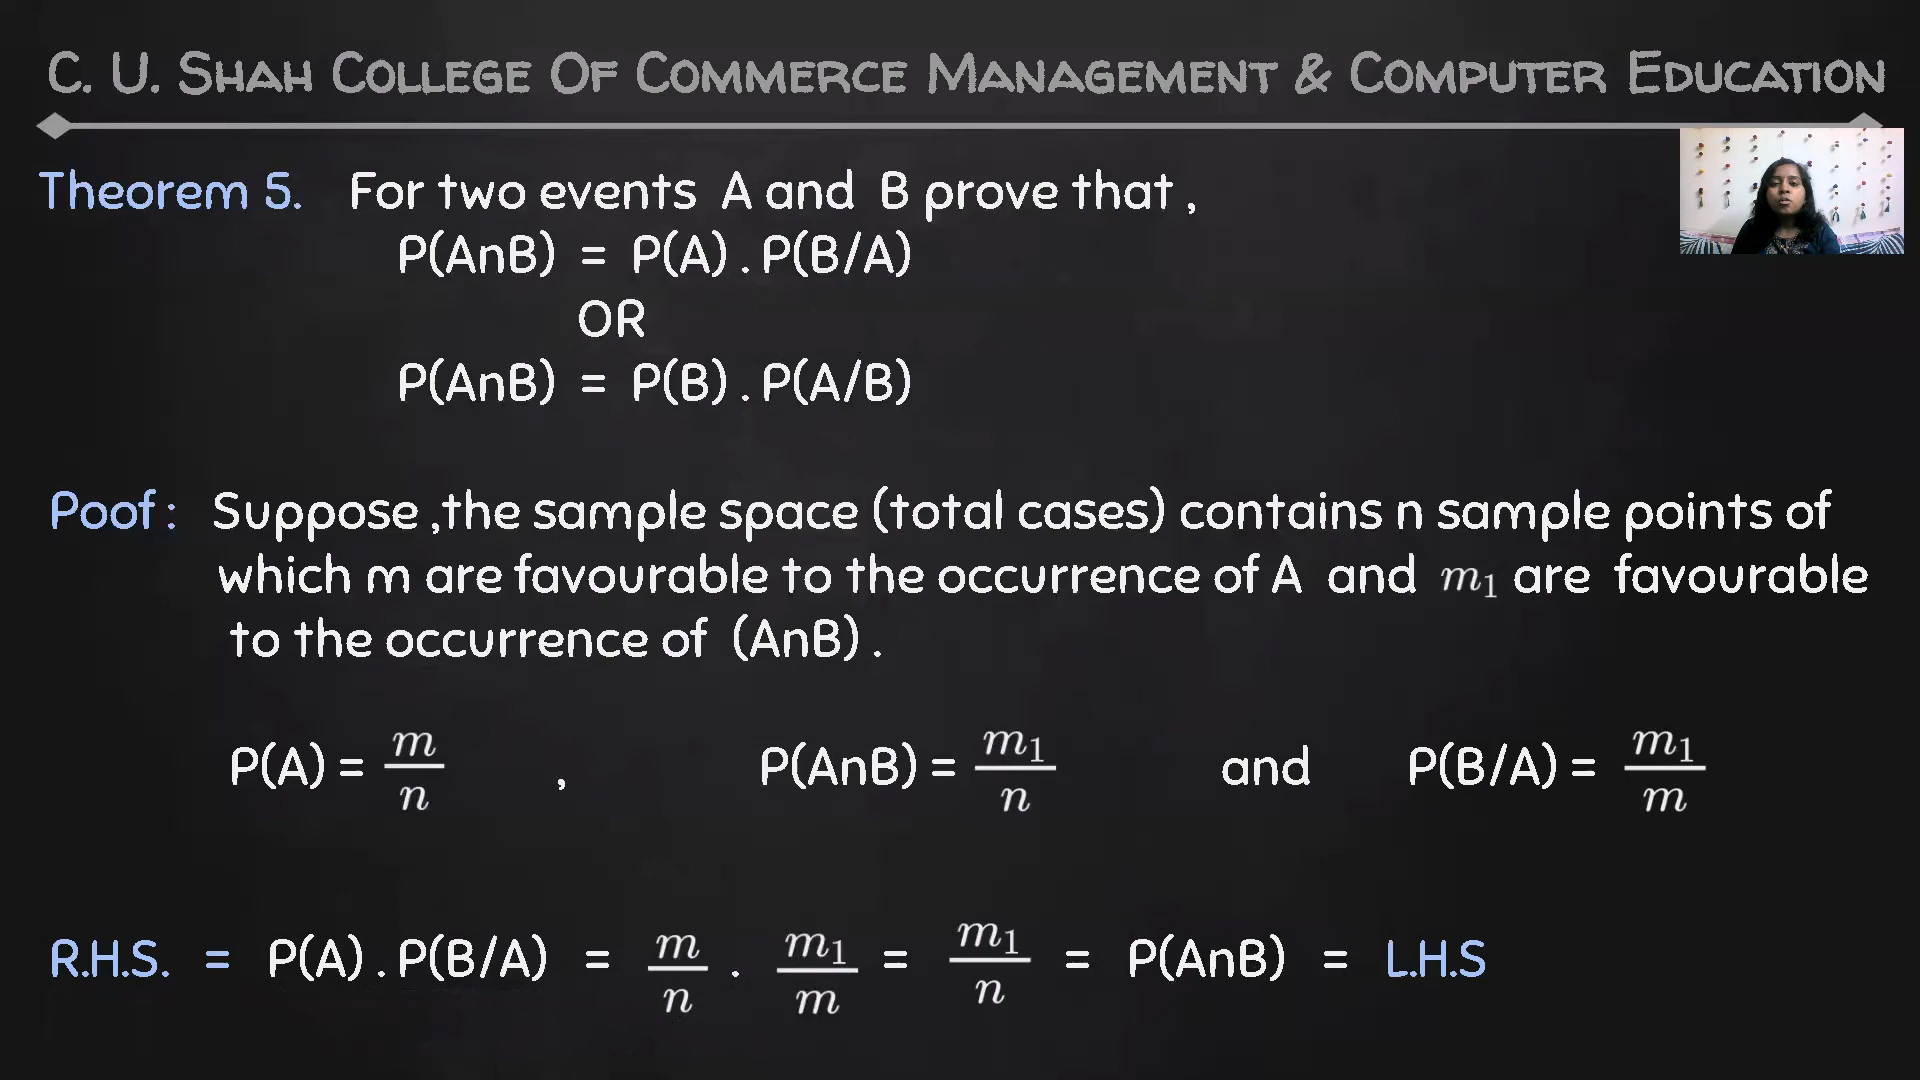 C. U. SHAH COLLEGE OF COMMERCE MANAGEMENT & COMPUTER EDUCATION
Theorem 5. For two events A and B prove that ,
P(AnB) = P(A) . P(B/A)
OR
P(AnB) = P(B) . P(A/B)
Poof : Suppose ,the sample space (total cases) contains n sample points of
which m are favourable to the occurrence of A and m₁ are favourable
to the occurrence of (AnB) .
P(A) = m/n , P(AnB) = m₁/n and P(B/A) = m₁/m
R.H.S. = P(A) . P(B/A) = m/n . m₁/m = m₁/n = P(AnB) = L.H.S